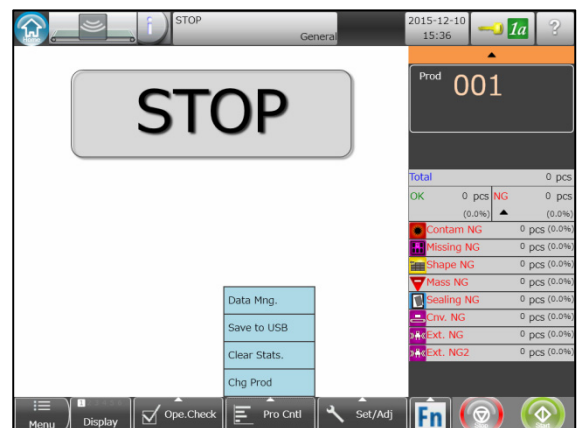 Home
i
STOP
General
2015-12-10
15:36
1a
?
STOP
Prod
001
Total 0 pcs
OK 0 pcs NG 0 pcs
(0.0%) (0.0%)
Contam NG 0 pcs (0.0%)
Missing NG 0 pcs (0.0%)
Shape NG 0 pcs (0.0%)
Mass NG 0 pcs (0.0%)
Sealing NG 0 pcs (0.0%)
Cnv. NG 0 pcs (0.0%)
Ext. NG 0 pcs (0.0%)
Ext. NG2 0 pcs (0.0%)
Data Mng.
Save to USB
Clear Stats.
Chg Prod
Menu
Display
Ope.Check
Pro Cntl
Set/Adj
Fn
Start